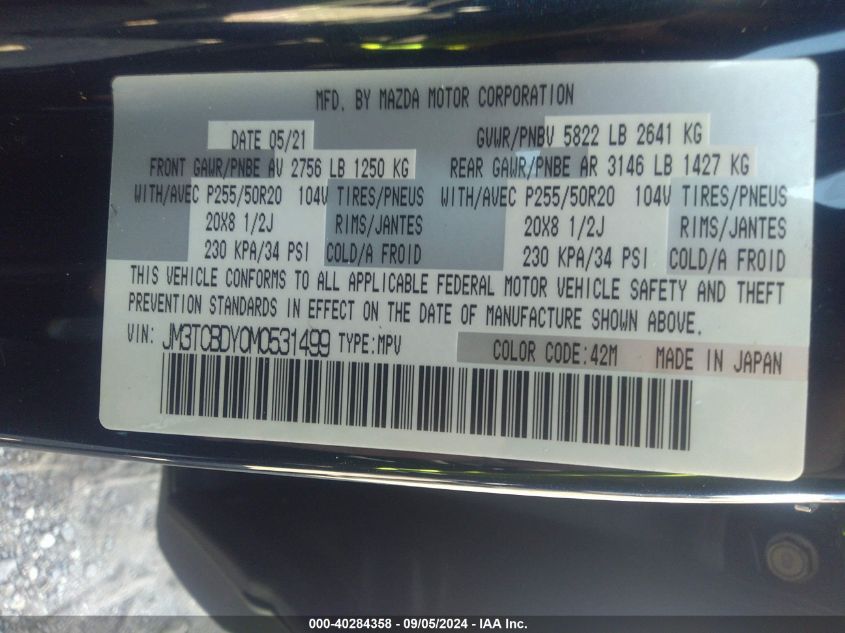 MFD. BY MAZDA MOTOR CORPORATION
DATE 05/21 GVWR/PNBV 5822 LB 2641 KG
FRONT GAWR/PNBE AV 2756 LB 1250 KG REAR GAWR/PNBE AR 3146 LB 1427 KG
WITH/AVEC P255/50R20 104V TIRES/PNEUS WITH/AVEC P255/50R20 104V TIRES/PNEUS
20X8 1/2J RIMS/JANTES 20X8 1/2J RIMS/JANTES
230 KPA/34 PSI COLD/A FROID 230 KPA/34 PSI COLD/A FROID
THIS VEHICLE CONFORMS TO ALL APPLICABLE FEDERAL MOTOR VEHICLE SAFETY AND THEFT
PREVENTION STANDARDS IN EFFECT ON THE DATE OF MANUFACTURE SHOWN ABOVE.
VIN: JM3TCBDY0M0531499 TYPE:MPV COLOR CODE:42M MADE IN JAPAN
000-40284358 - 09/05/2024 - IAA Inc.